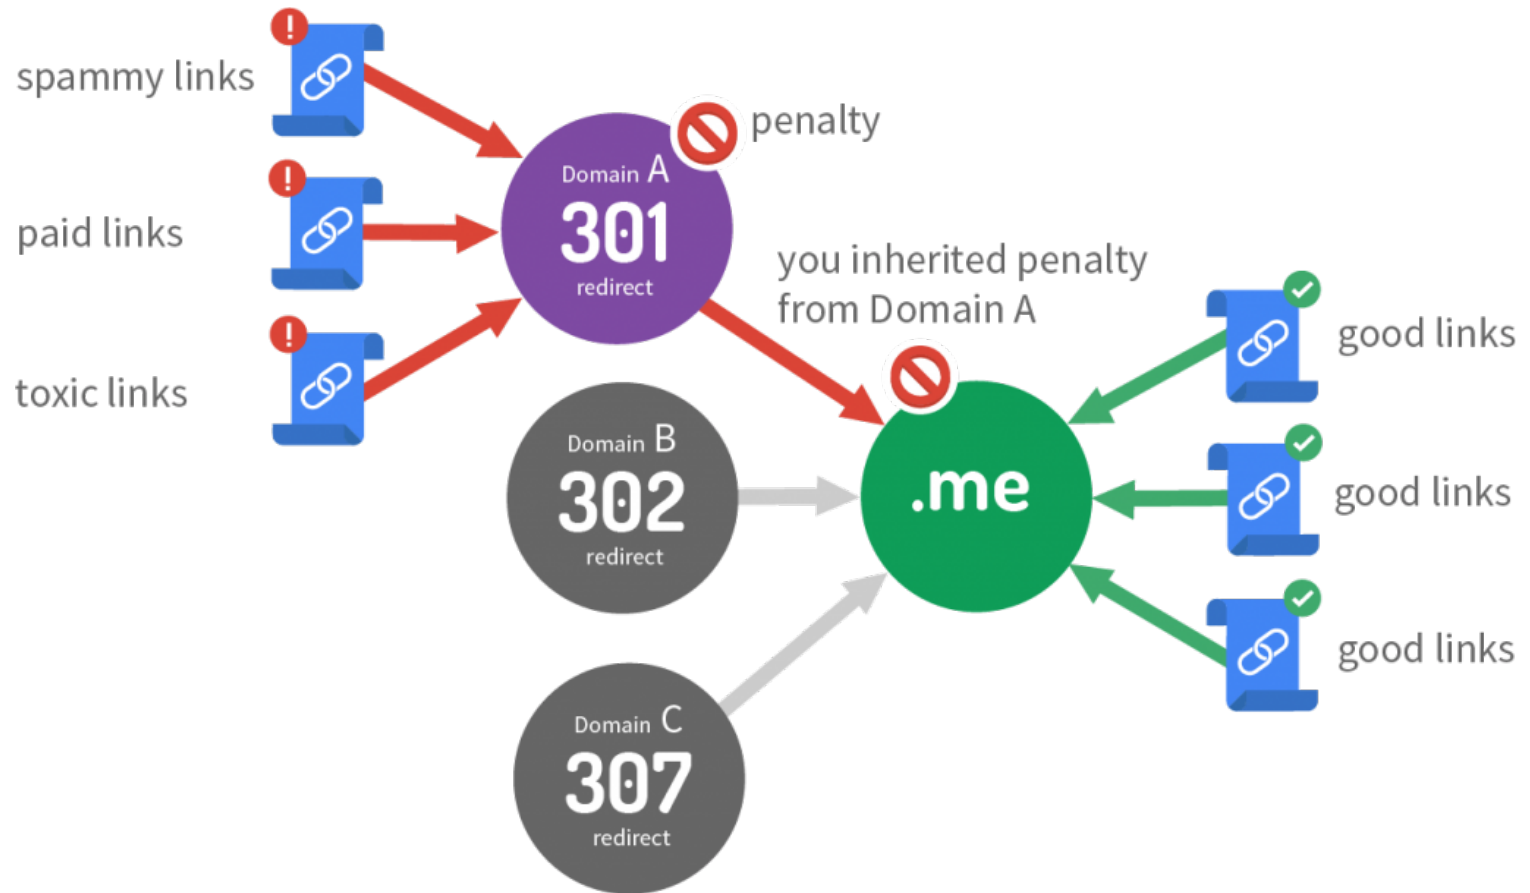 spammy links
paid links
toxic links
Domain A
301
redirect
penalty
you inherited penalty
from Domain A
Domain B
302
redirect
.me
Domain C
307
redirect
good links
good links
good links